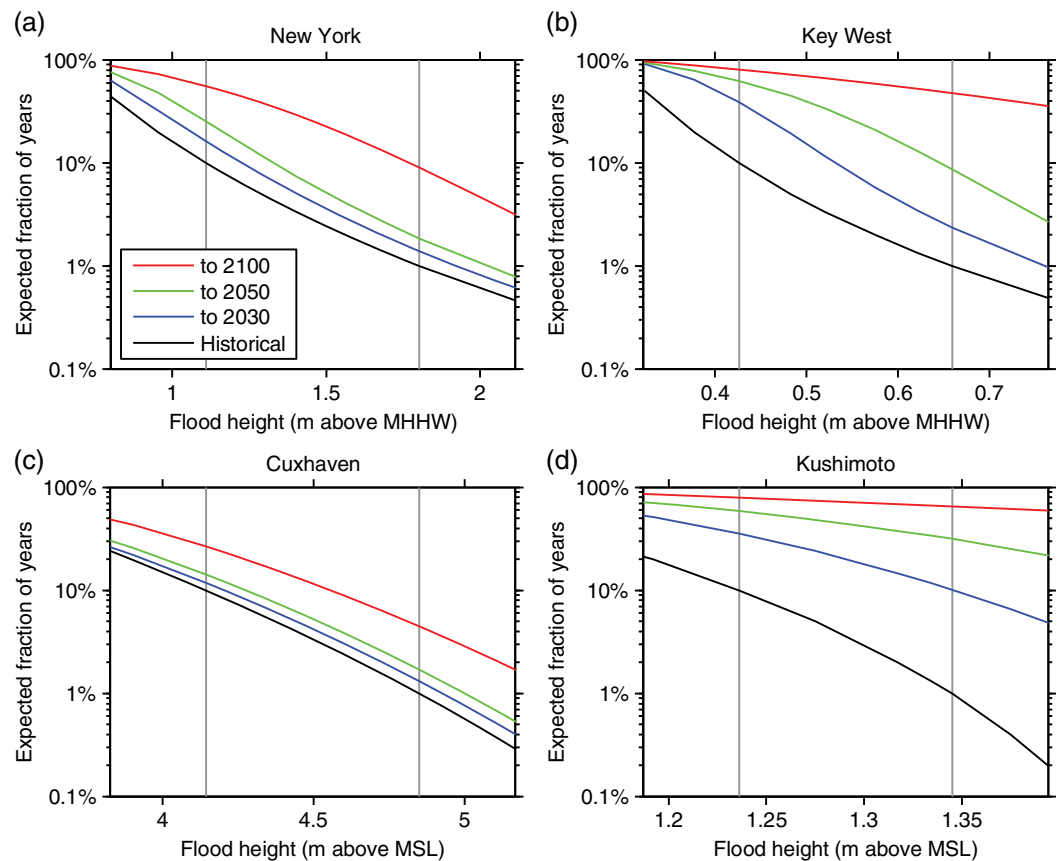 (a)
New York
100%
10%
1%
0.1%
Expected fraction of years
to 2100
to 2050
to 2030
Historical
1
1.5
2
Flood height (m above MHHW)
(b)
Key West
100%
10%
1%
0.1%
Expected fraction of years
0.4
0.5
0.6
0.7
Flood height (m above MHHW)
(c)
Cuxhaven
100%
10%
1%
0.1%
Expected fraction of years
4
4.5
5
Flood height (m above MSL)
(d)
Kushimoto
100%
10%
1%
0.1%
Expected fraction of years
1.2
1.25
1.3
1.35
Flood height (m above MSL)